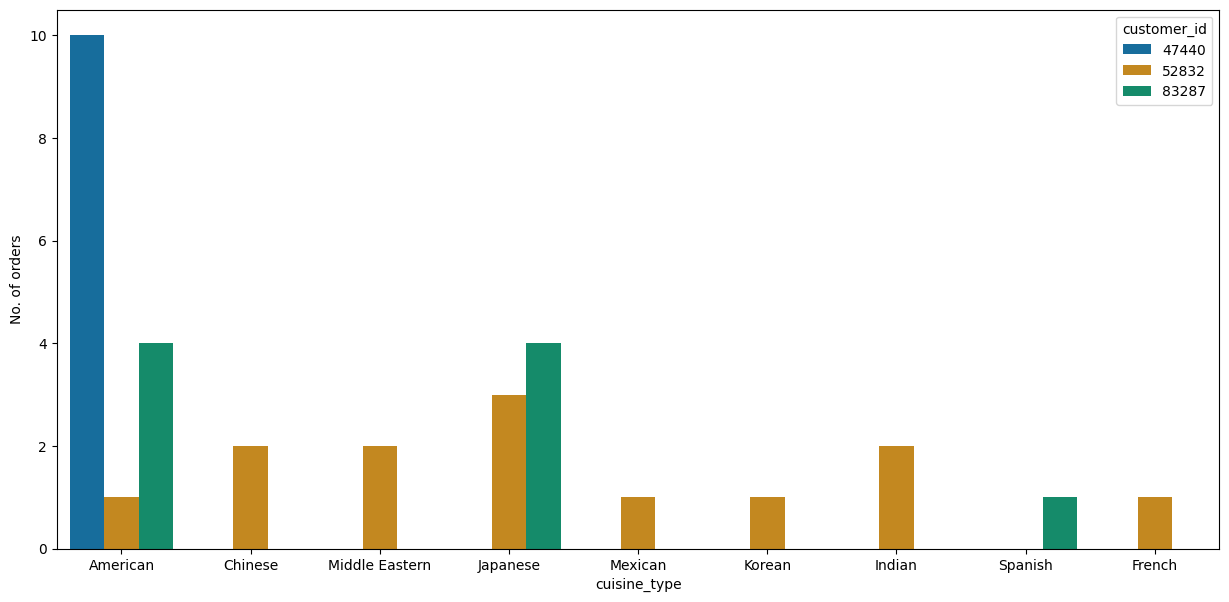 customer_id
47440
52832
83287
10
8
6
4
2
0
No. of orders
American Chinese Middle Eastern Japanese Mexican Korean Indian Spanish French
cuisine_type